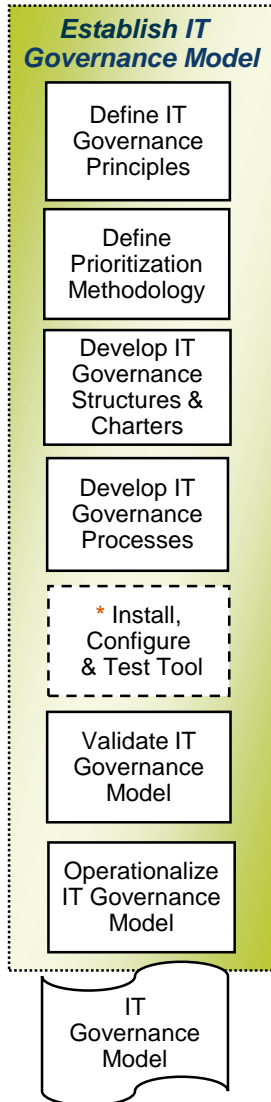 Establish IT
Governance Model
Define IT
Governance
Principles
Define
Prioritization
Methodology
Develop IT
Governance
Structures &
Charters
Develop IT
Governance
Processes
* Install,
Configure
& Test Tool
Validate IT
Governance
Model
Operationalize
IT Governance
Model
IT
Governance
Model